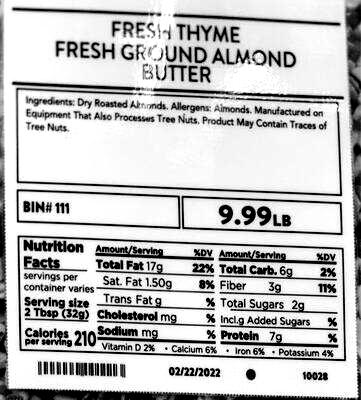 FRESH THYME
FRESH GROUND ALMOND
BUTTER
Ingredients: Dry Roasted Almonds. Allergens: Almonds. Manufactured on
Equipment That Also Processes Tree Nuts. Product May Contain Traces of
Tree Nuts.
BIN# 111
9.99LB
Nutrition
Facts
servings per
container varies
Serving size
2 Tbsp (32g)
Calories
per serving 210
Amount/Serving %DV
Total Fat 17g 22%
Sat. Fat 1.50g 8%
Trans Fat g %
Cholesterol mg %
Sodium mg %
Amount/Serving %DV
Total Carb. 6g 2%
Fiber 3g 11%
Total Sugars 2g
Incl.g Added Sugars %
Protein 7g %
Vitamin D 2% • Calcium 6% • Iron 6% • Potassium 4%
02/22/2022
10028